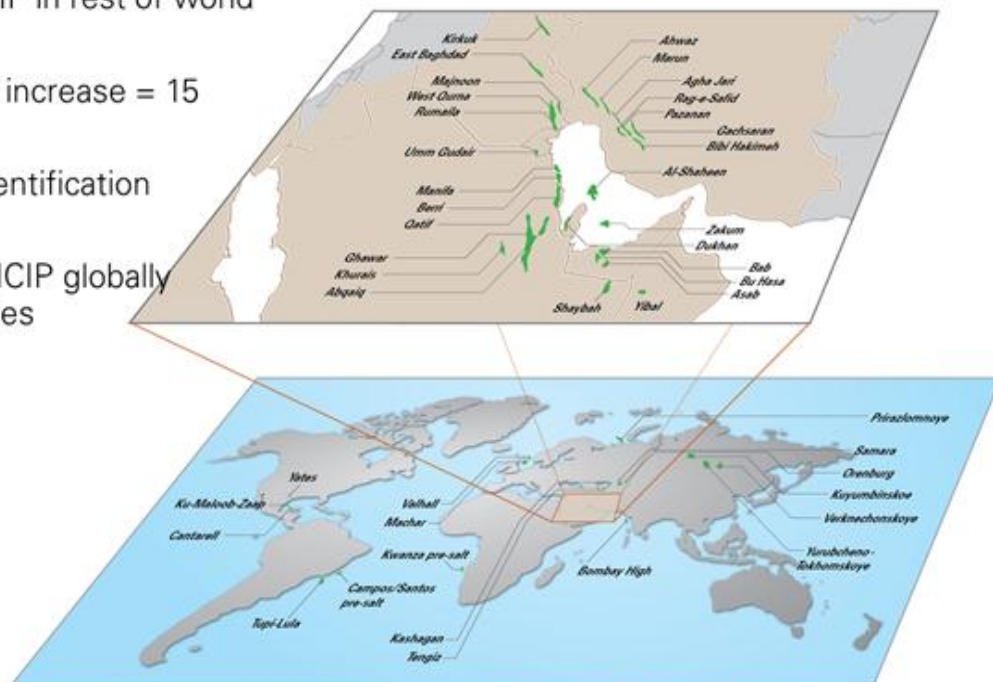 IP in rest of world
increase = 15
entification
HCIP globally
es
Kirkuk
East Baghdad
Majnoon
West Qurna
Rumaila
Umm Gudair
Manifa
Berri
Qatif
Ghawar
Khurais
Abqaiq
Ahwaz
Marun
Agha Jari
Rag-e-Safid
Pazanan
Gachsaran
Bibi Hakimeh
Al-Shaheen
Zakum
Dukhan
Bab
Bu Hasa
Asab
Shaybah
Yibal
Prirazlomnoye
Samara
Orenburg
Kuyumbinskoe
Verknechonskoye
Yurubcheno-
Tokhomskoye
Yates
Ku-Maloob-Zaap
Cantarell
Valhall
Machar
Kwanza pre-salt
Campos/Santos
pre-salt
Tupi-Lula
Bombay High
Kashagan
Tengiz